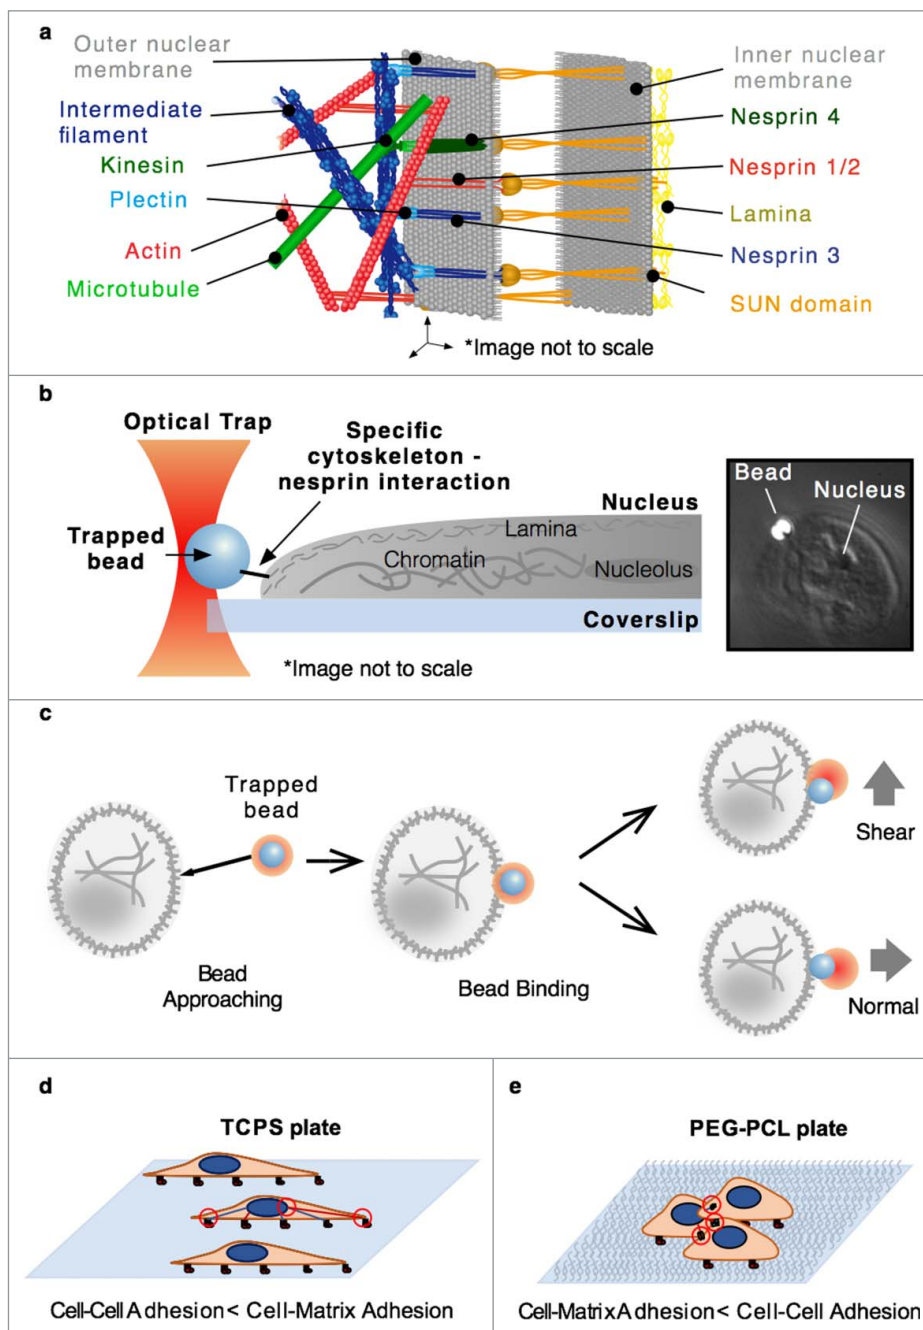 a
Outer nuclear
membrane
Intermediate
filament
Kinesin
Plectin
Actin
Microtubule
Inner nuclear
membrane
Nesprin 4
Nesprin 1/2
Lamina
Nesprin 3
SUN domain
*Image not to scale
b
Optical Trap
Specific
cytoskeleton -
nesprin interaction
Trapped
bead
Nucleus
Lamina
Chromatin
Nucleolus
Coverslip
*Image not to scale
Bead
Nucleus
c
Trapped
bead
Bead
Approaching
Bead Binding
Shear
Normal
d
TCPS plate
Cell-Cell Adhesion < Cell-Matrix Adhesion
e
PEG-PCL plate
Cell-Matrix Adhesion < Cell-Cell Adhesion